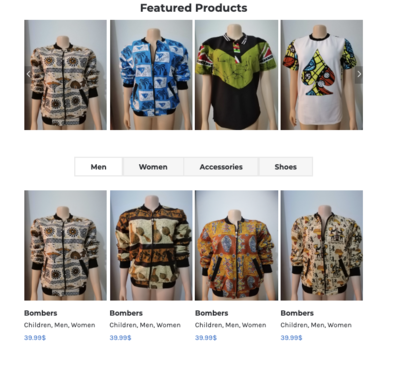 Featured Products
Men
Women
Accessories
Shoes
Bombers
Children, Men, Women
39.99$
Bombers
Children, Men, Women
39.99$
Bombers
Children, Men, Women
39.99$
Bombers
Children, Men, Women
39.99$